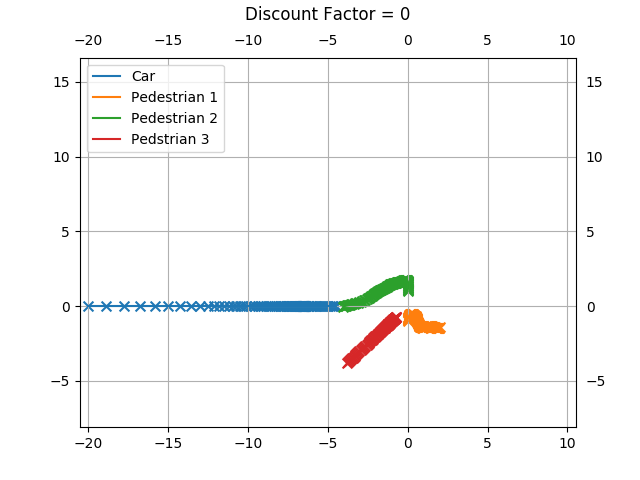 Discount Factor = 0
−20 −15 −10 −5 0 5 10
Car
Pedestrian 1
Pedestrian 2
Pedstrian 3
15 15
10 10
5 5
0 0
−5 −5
−20 −15 −10 −5 0 5 10